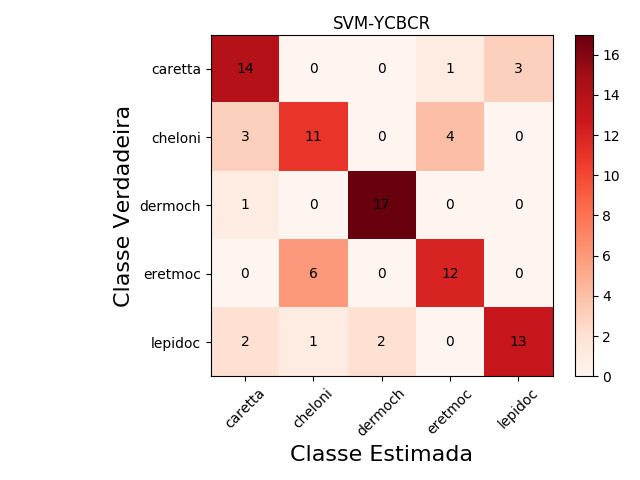 SVM-YCBCR
caretta 14 0 0 1 3
cheloni 3 11 0 4 0
dermoch 1 0 17 0 0
eretmoc 0 6 0 12 0
lepidoc 2 1 2 0 13
caretta cheloni dermoch eretmoc lepidoc
Classe Verdadeira
Classe Estimada
16
14
12
10
8
6
4
2
0